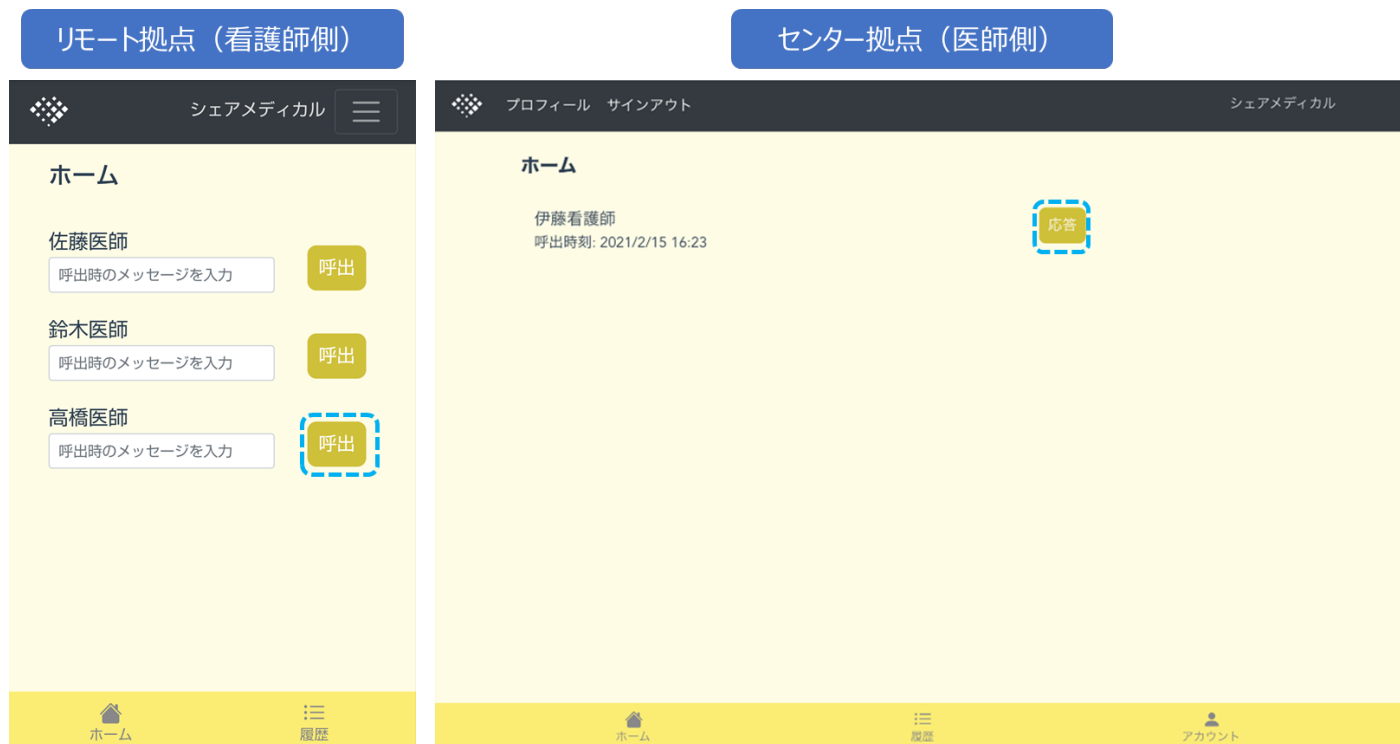 リモート拠点（看護師側）
シェアメディカル
ホーム
佐藤医師
呼出時のメッセージを入力
呼出
鈴木医師
呼出時のメッセージを入力
呼出
高橋医師
呼出時のメッセージを入力
呼出
ホーム
履歴
センター拠点（医師側）
プロフィール サインアウト
シェアメディカル
ホーム
伊藤看護師
呼出時刻: 2021/2/15 16:23
応答
ホーム
履歴
アカウント